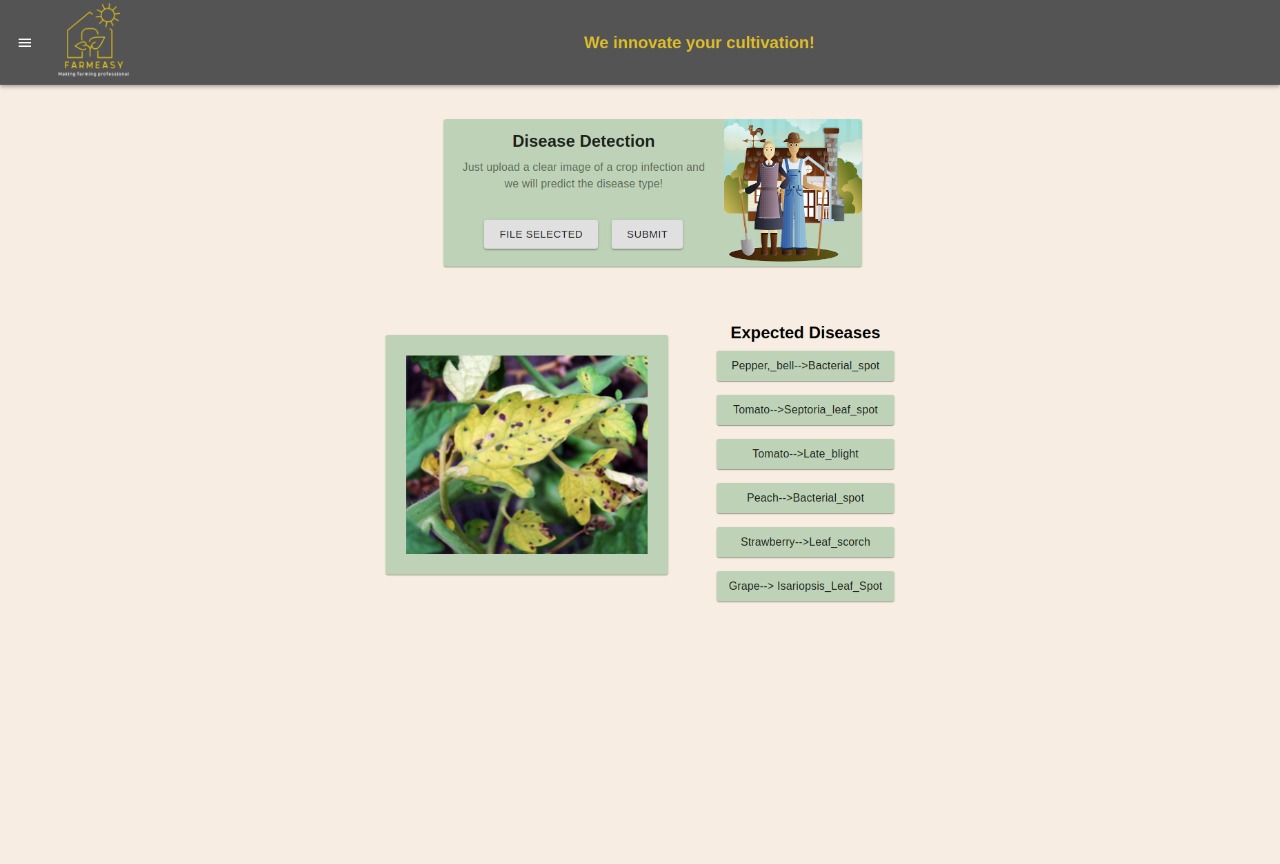 FARMEASY
Making farming professional
We innovate your cultivation!
Disease Detection
Just upload a clear image of a crop infection and
we will predict the disease type!
FILE SELECTED
SUBMIT
Expected Diseases
Pepper,_bell-->Bacterial_spot
Tomato-->Septoria_leaf_spot
Tomato-->Late_blight
Peach-->Bacterial_spot
Strawberry-->Leaf_scorch
Grape--> Isariopsis_Leaf_Spot